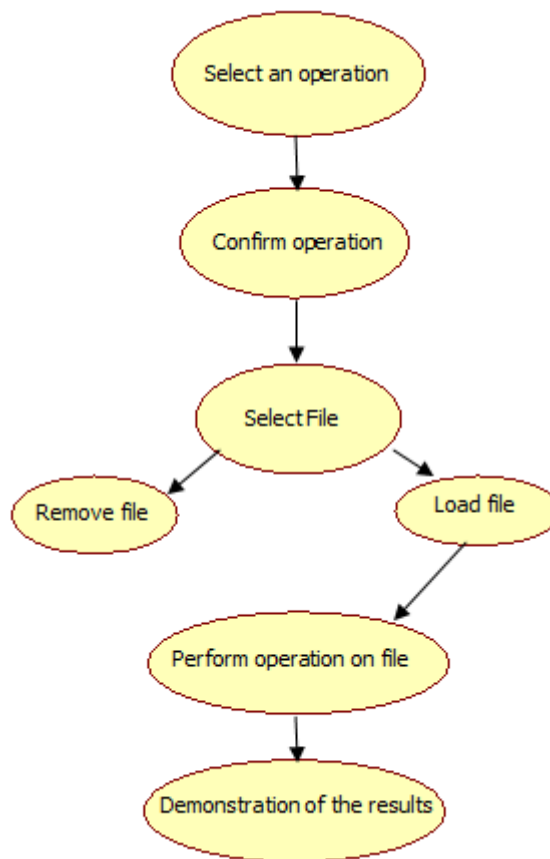 Select an operation
Confirm operation
Select File
Remove file
Load file
Perform operation on file
Demonstration of the results